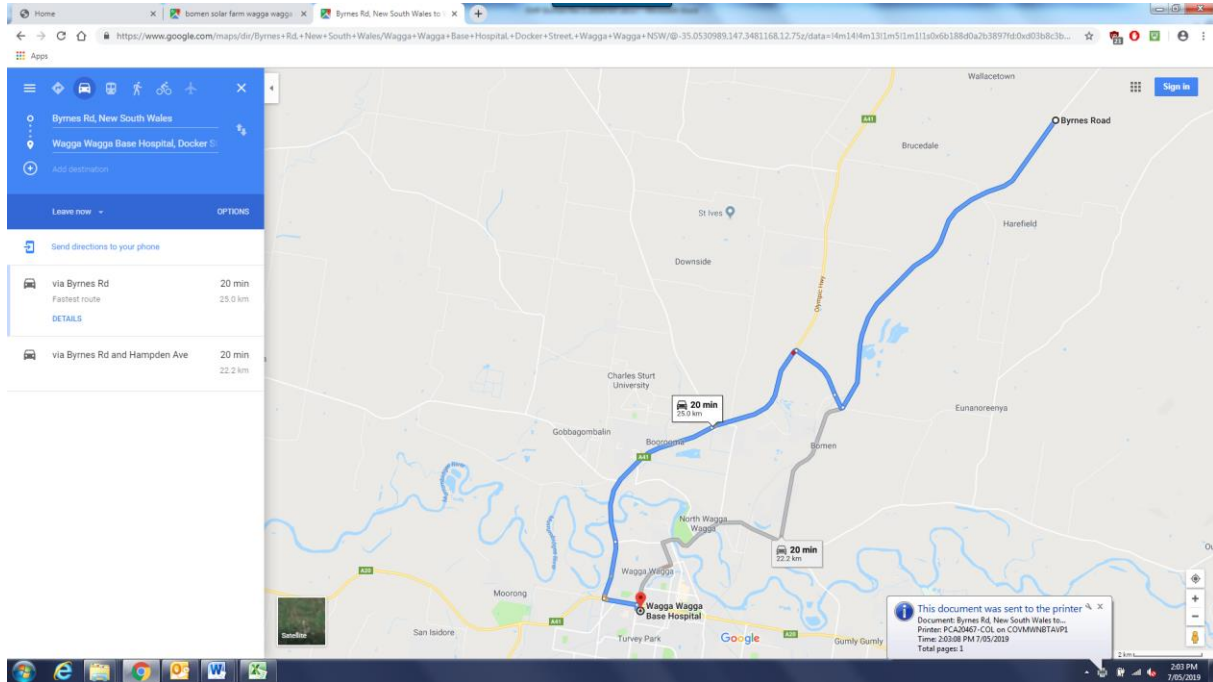 Home
bomen solar farm wagga wagga
Byrnes Rd, New South Wales to
https://www.google.com/maps/dir/Byrnes+Rd,+New+South+Wales/Wagga+Wagga+Base+Hospital,+Docker+Street,+Wagga+Wagga+NSW/@-35.0530989,147.3481168,12.75z/data=!4m14!4m13!1m5!1m1!1s0x6b188d0a2b3897fd:0xd03b8c3b...
Apps
Byrnes Rd, New South Wales
Wagga Wagga Base Hospital, Docker S
Add destination
Leave now
OPTIONS
Send directions to your phone
via Byrnes Rd 20 min
Fastest route 25.0 km
DETAILS
via Byrnes Rd and Hampden Ave 20 min
22.2 km
Wallacetown
Sign in
A41
Byrnes Road
Brucedale
St Ives
Harefield
Downside
Olympic Hwy
Charles Sturt
University
20 min
25.0 km
Eunanoreenya
Gobbagombalin
Boorooma
Bomen
A41
Murrumbidgee River
Murrumbidgee River
North Wagga
Wagga
20 min
22.2 km
A20
Wagga Wagga
Moorong
Wagga Wagga
Base Hospital
A41
San Isidore
Turvey Park
Google
A20
Gumly Gumly
Satellite
This document was sent to the printer
Document: Byrnes Rd, New South Wales to...
Printer: PCA20467-COL on COVMWNBTAVP1
Time: 2:03:08 PM 7/05/2019
Total pages: 1
2 km
2:03 PM
7/05/2019